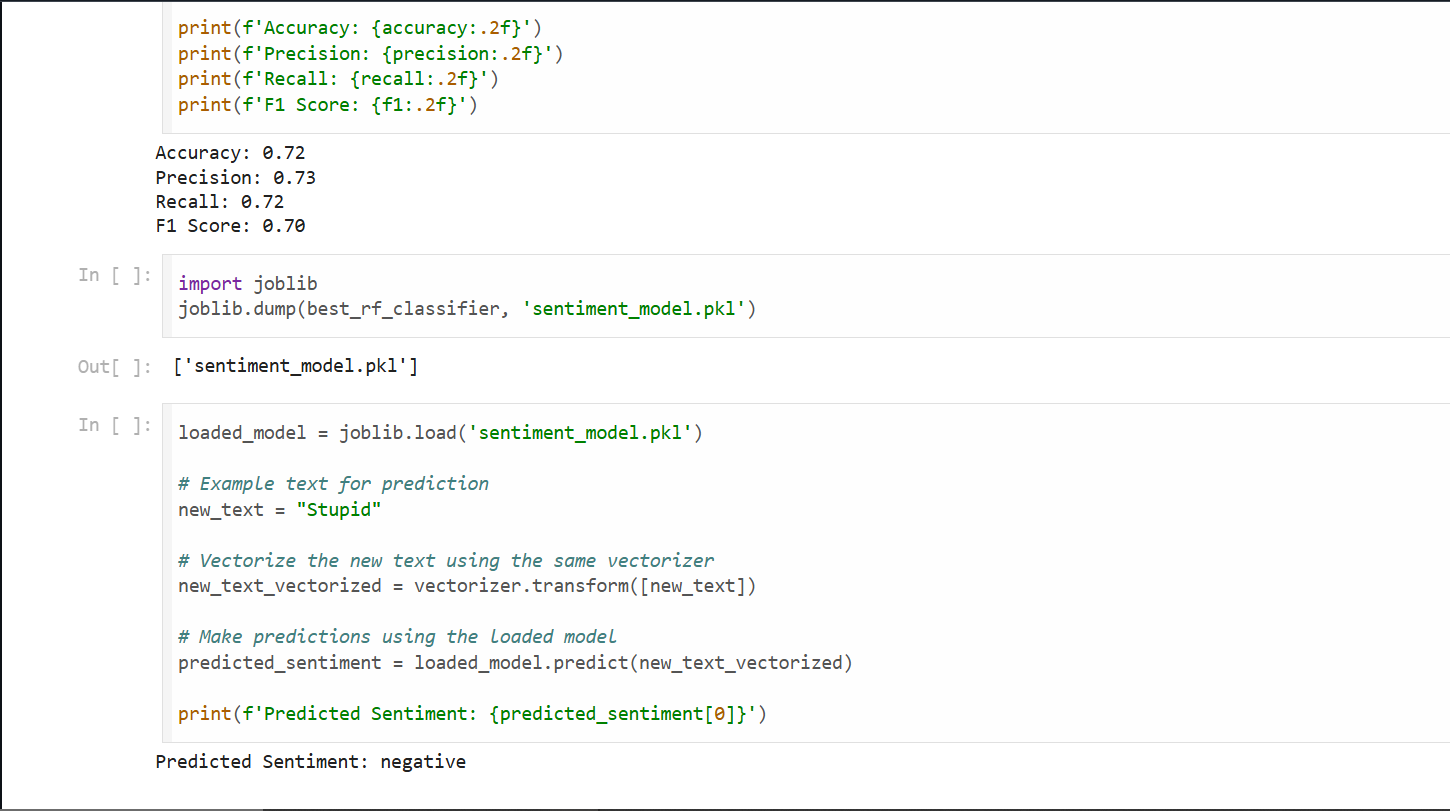 print(f'Accuracy: {accuracy:.2f}')
print(f'Precision: {precision:.2f}')
print(f'Recall: {recall:.2f}')
print(f'F1 Score: {f1:.2f}')
Accuracy: 0.72
Precision: 0.73
Recall: 0.72
F1 Score: 0.70
In [ ]:
import joblib
joblib.dump(best_rf_classifier, 'sentiment_model.pkl')
Out[ ]: ['sentiment_model.pkl']
In [ ]:
loaded_model = joblib.load('sentiment_model.pkl')
# Example text for prediction
new_text = "Stupid"
# Vectorize the new text using the same vectorizer
new_text_vectorized = vectorizer.transform([new_text])
# Make predictions using the loaded model
predicted_sentiment = loaded_model.predict(new_text_vectorized)
print(f'Predicted Sentiment: {predicted_sentiment[0]}')
Predicted Sentiment: negative